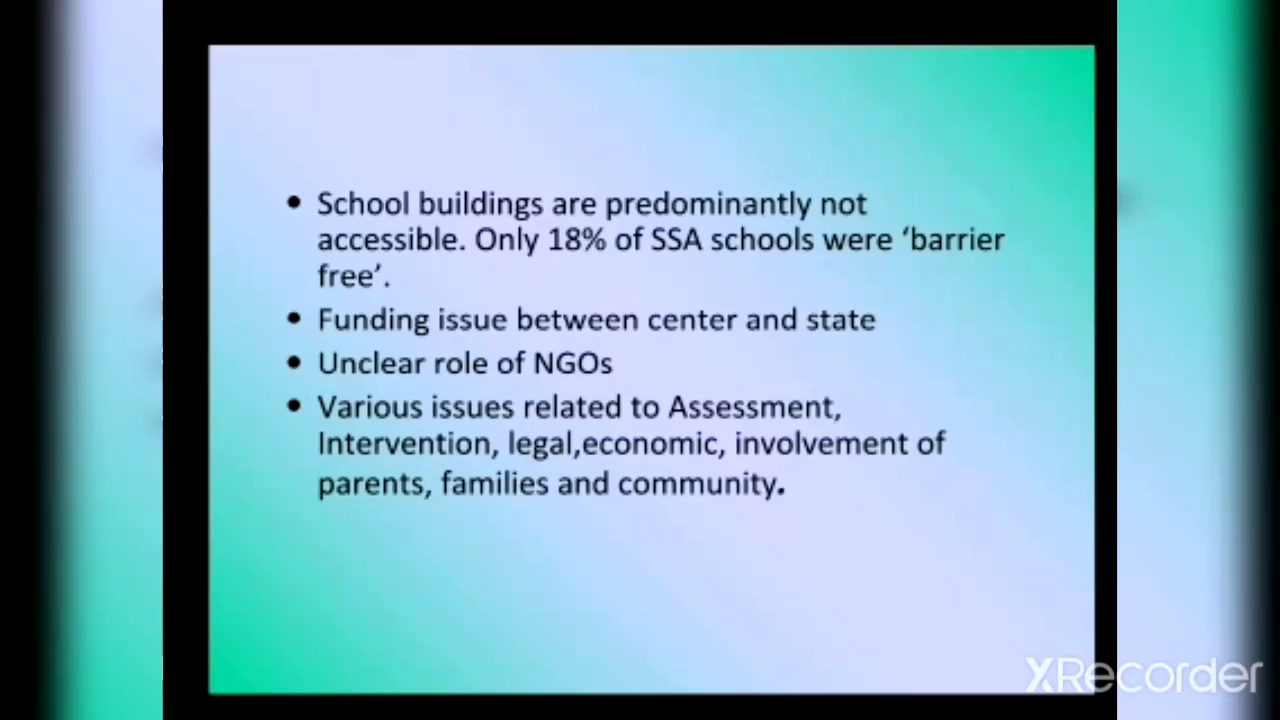 • School buildings are predominantly not
accessible. Only 18% of SSA schools were ‘barrier
free’.
• Funding issue between center and state
• Unclear role of NGOs
• Various issues related to Assessment,
Intervention, legal,economic, involvement of
parents, families and community.
XRecorder